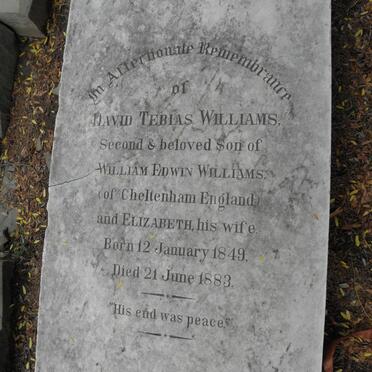 In Affectionate Remembrance
of
DAVID TEBIAS WILLIAMS,
Second & beloved Son of
WILLIAM EDWIN WILLIAMS,
(of Cheltenham England)
and ELIZABETH, his wife.
Born 12 January 1849.
Died 21 June 1883.
"His end was peace."